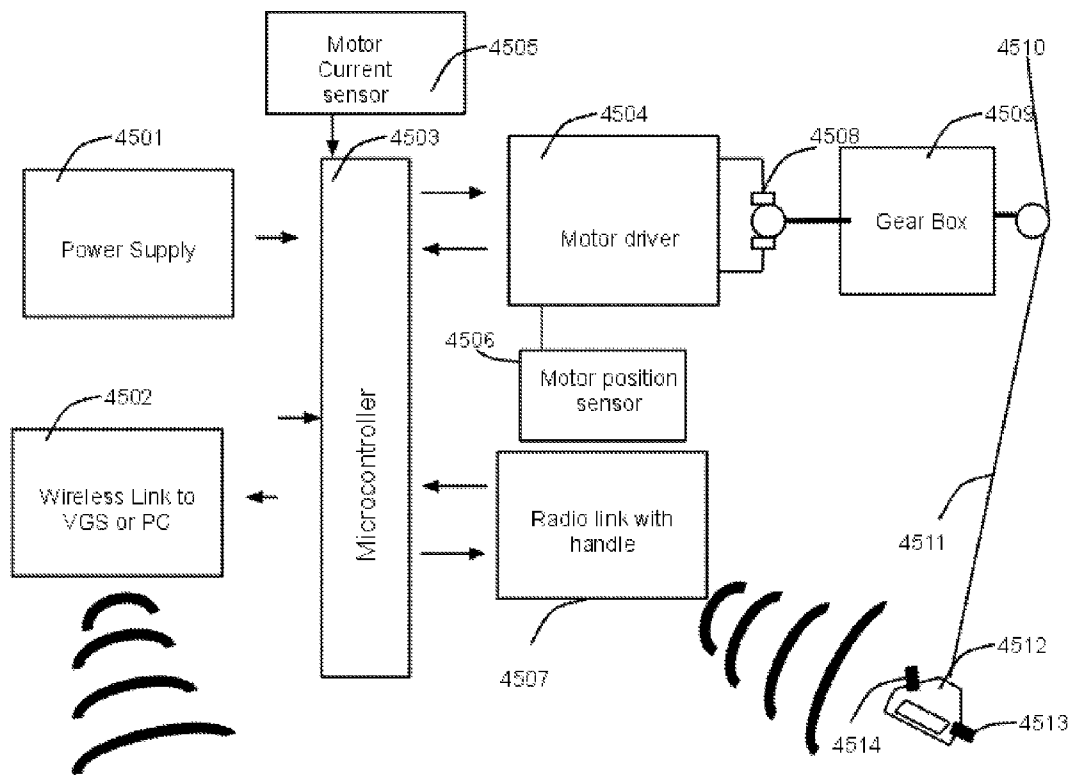 Motor
Current
sensor
4505
4510
4501
4503
4504
4508
4509
Power Supply
Motor driver
Gear Box
4506
Motor position
sensor
4502
Microcontroller
Wireless Link to
VGS or PC
Radio link with
handle
4511
4507
4512
4513
4514